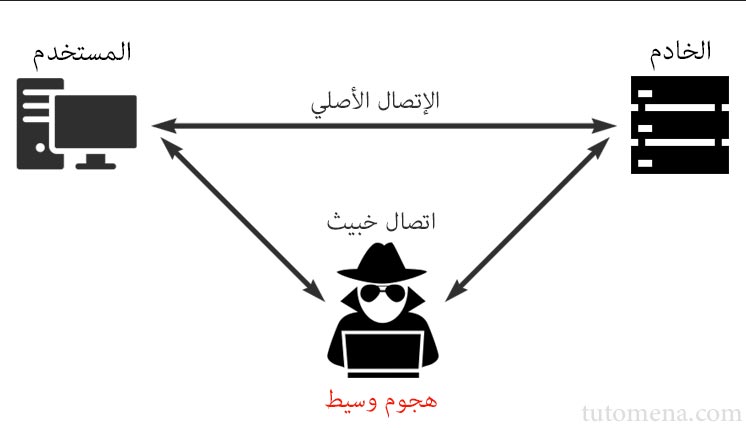 الخادم
المستخدم
الإتصال الأصلي
اتصال خبيث
هجوم وسيط
tutomena.com